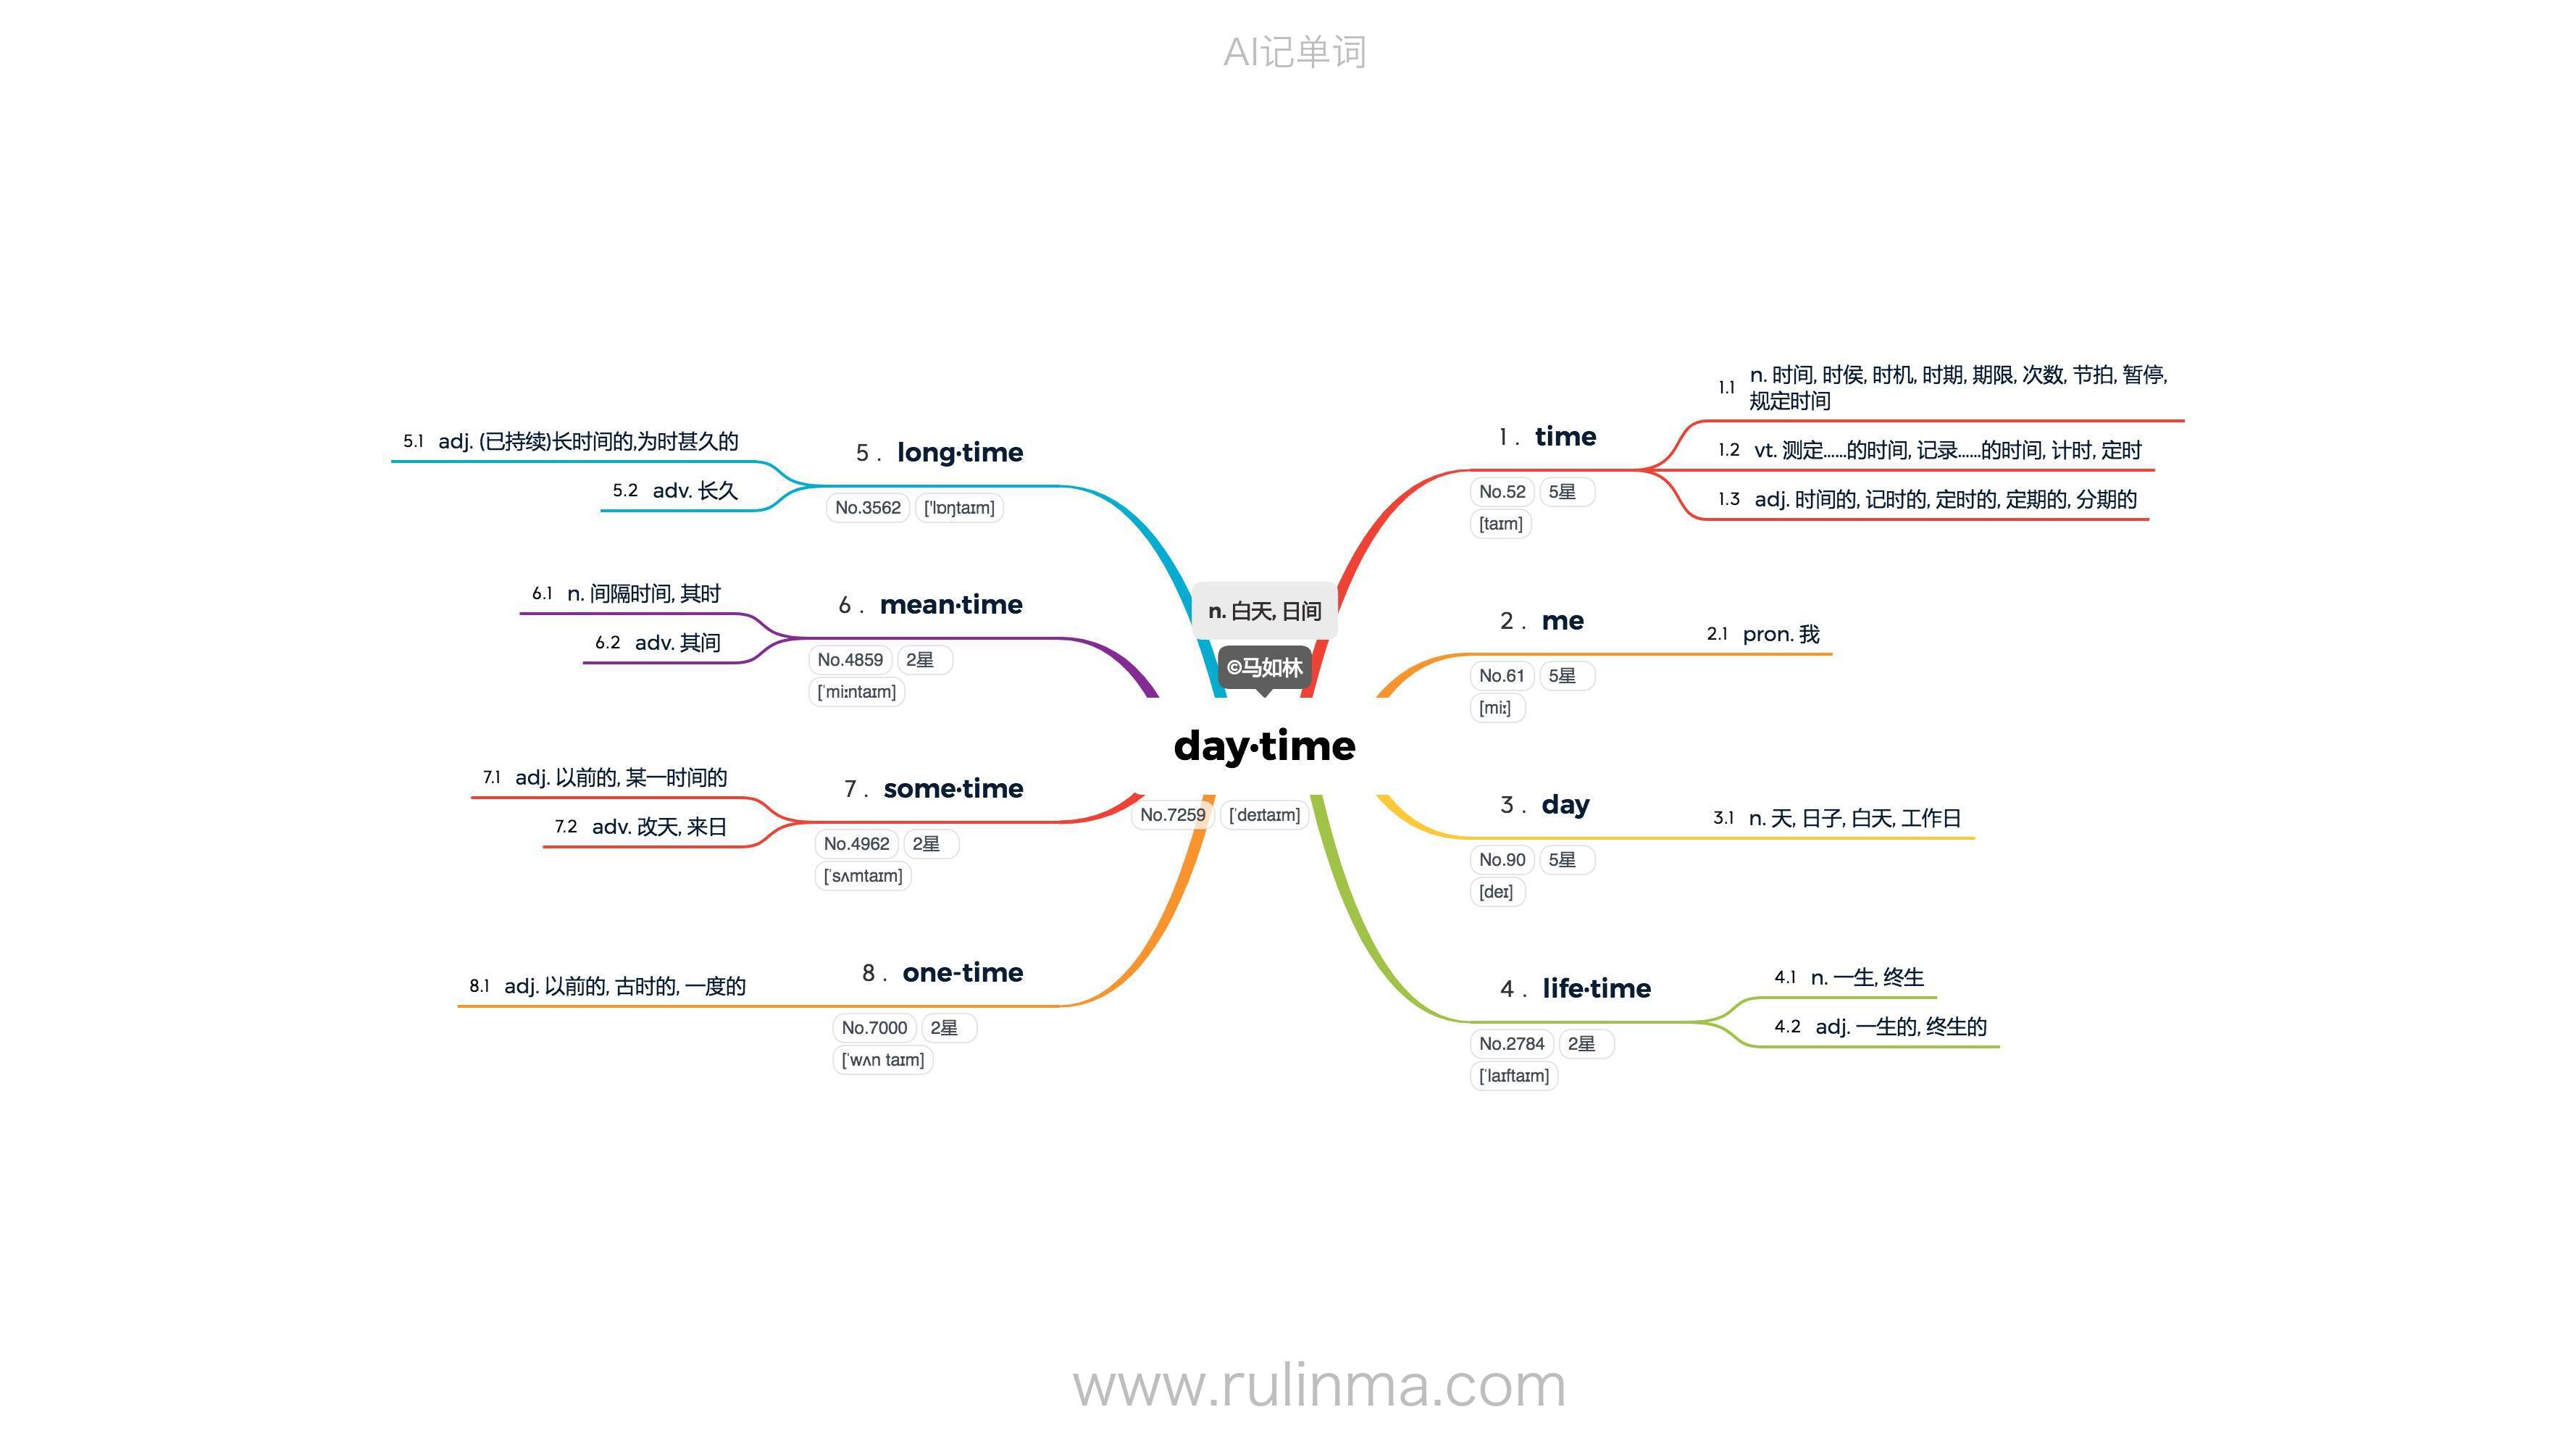 AI记单词
n. 白天, 日间
©马如林
day·time
No.7259 [ˈdeɪtaɪm]
1 . time
No.52 5星
[taɪm]
1.1 n. 时间, 时侯, 时机, 时期, 期限, 次数, 节拍, 暂停,
规定时间
1.2 vt. 测定……的时间, 记录……的时间, 计时, 定时
1.3 adj. 时间的, 记时的, 定时的, 定期的, 分期的
2 . me
No.61 5星
[miː]
2.1 pron. 我
3 . day
No.90 5星
[deɪ]
3.1 n. 天, 日子, 白天, 工作日
4 . life·time
No.2784 2星
[ˈlaɪftaɪm]
4.1 n. 一生, 终生
4.2 adj. 一生的, 终生的
5 . long·time
No.3562 ['lɒŋtaɪm]
5.1 adj. (已持续)长时间的,为时甚久的
5.2 adv. 长久
6 . mean·time
No.4859 2星
[ˈmiːntaɪm]
6.1 n. 间隔时间, 其时
6.2 adv. 其间
7 . some·time
No.4962 2星
[ˈsʌmtaɪm]
7.1 adj. 以前的, 某一时间的
7.2 adv. 改天, 来日
8 . one-time
No.7000 2星
[ˈwʌn taɪm]
8.1 adj. 以前的, 古时的, 一度的
www.rulinma.com